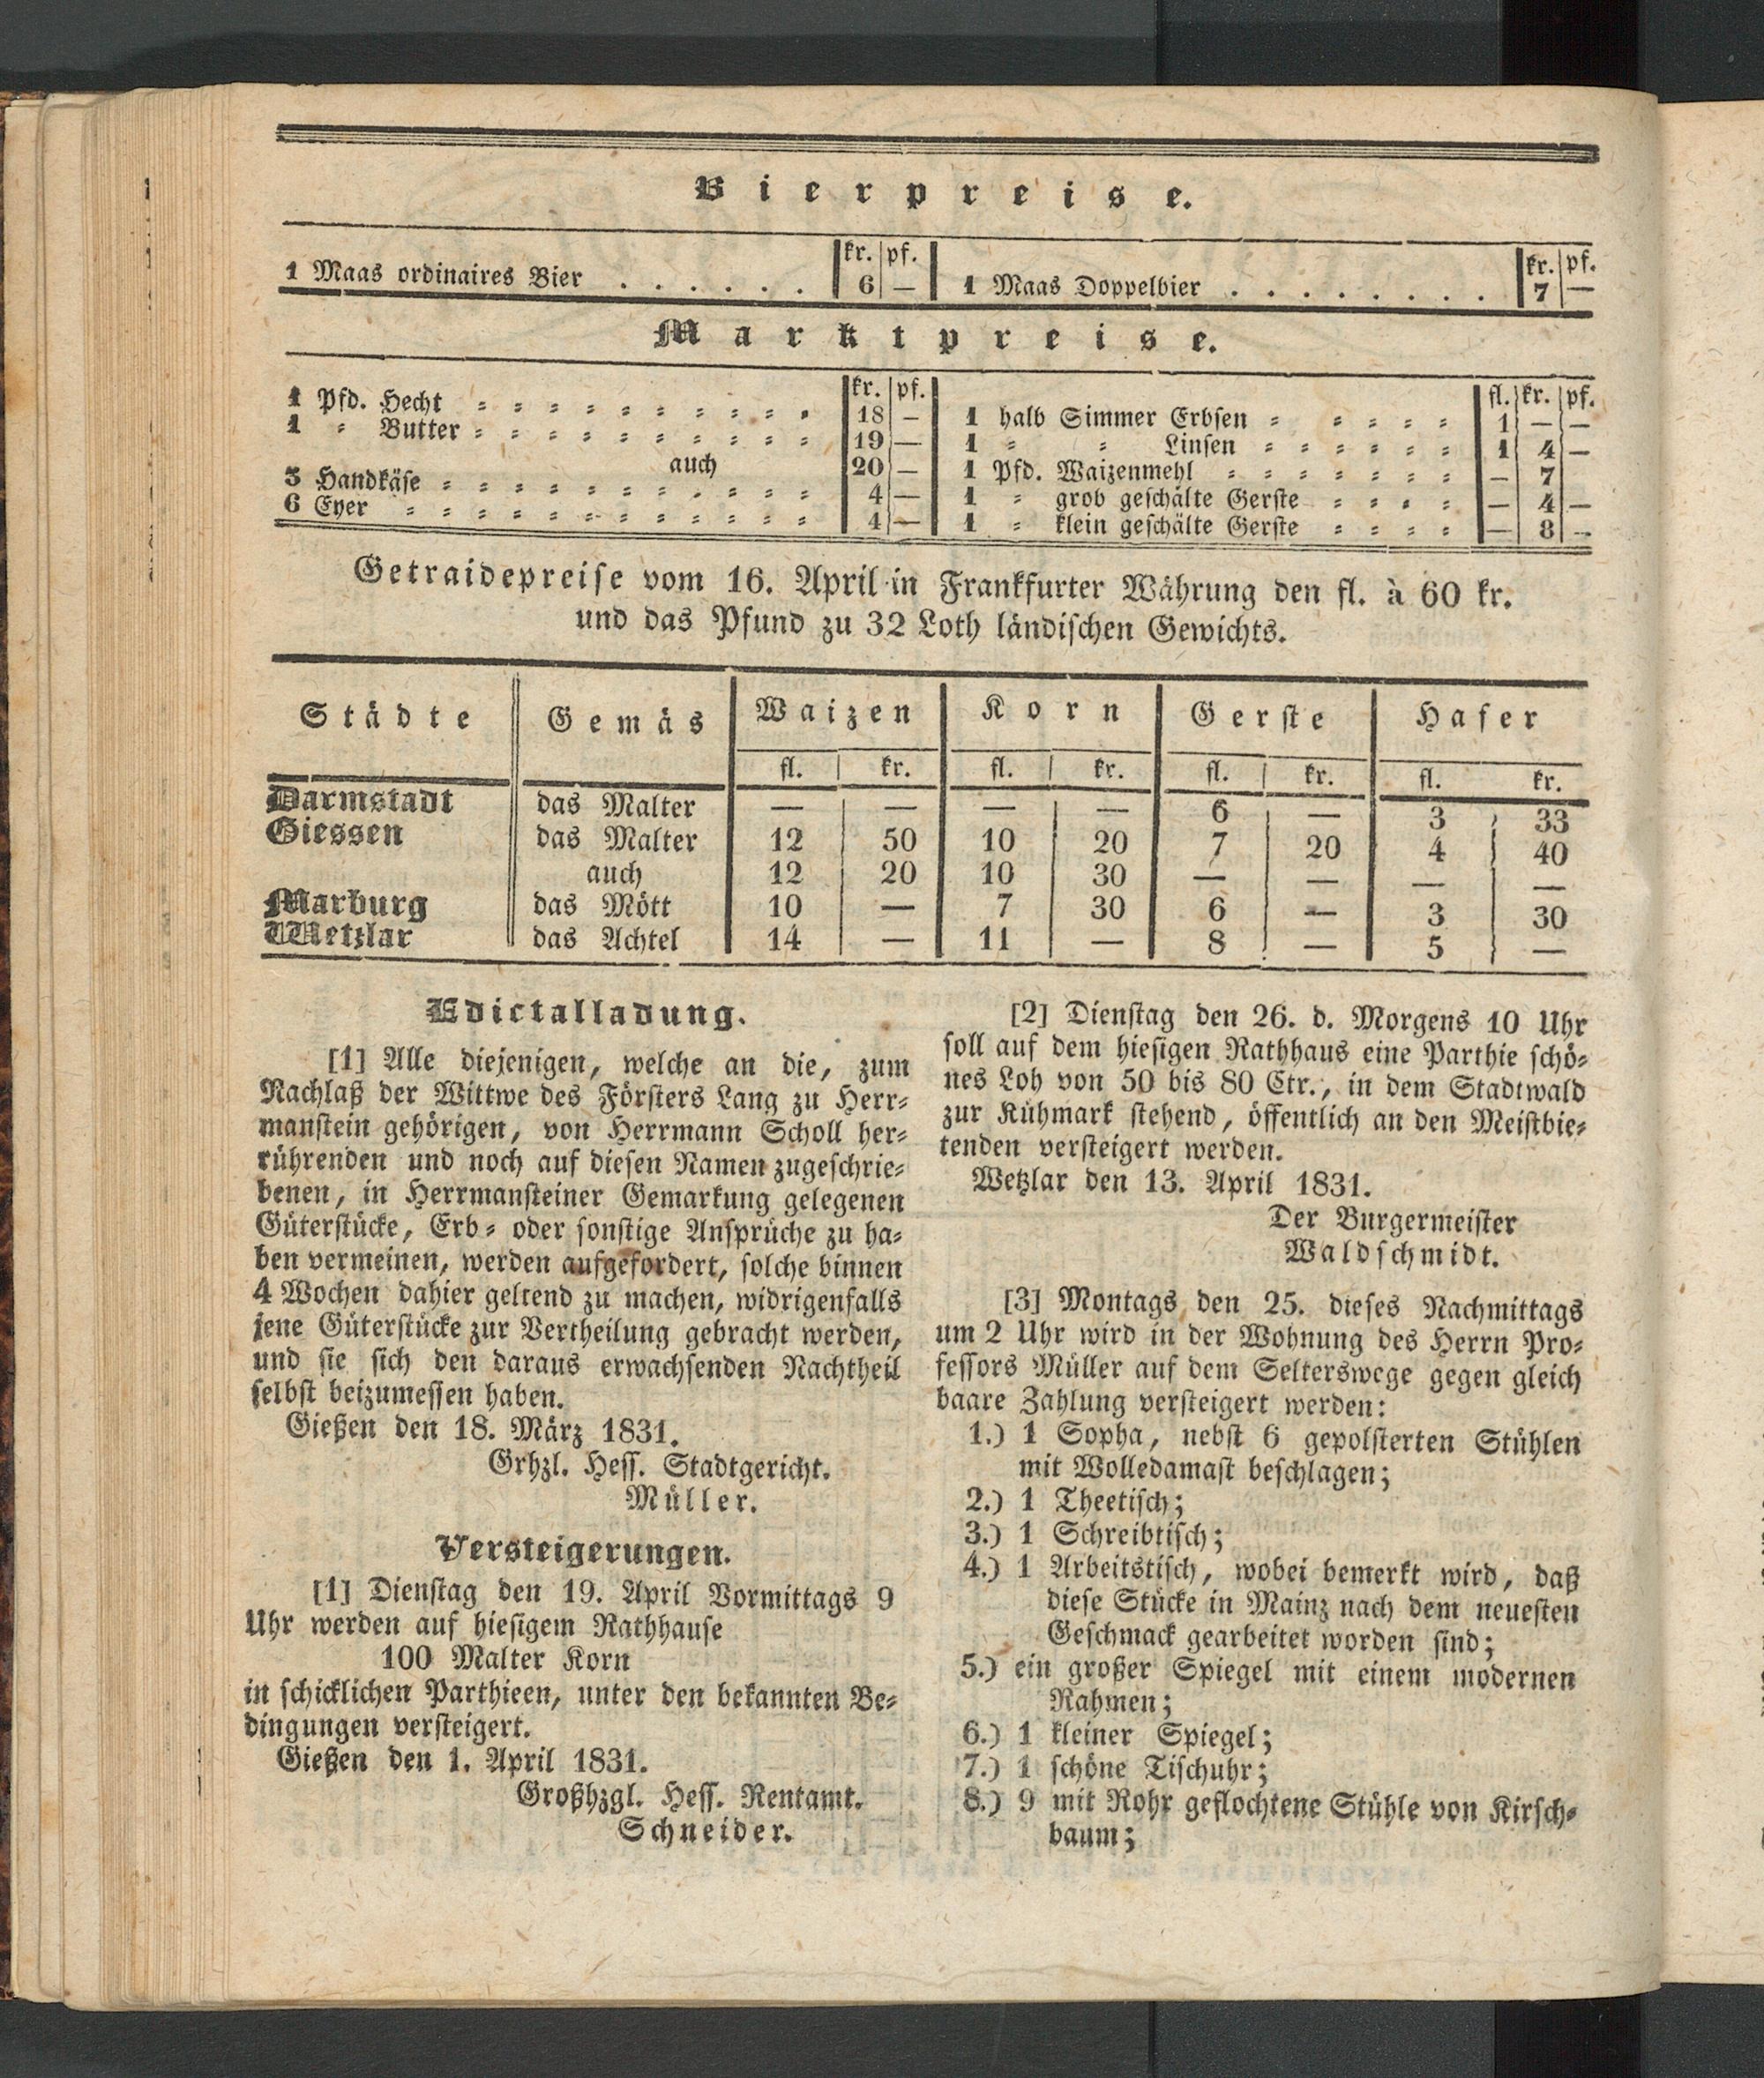 Bierpreise.
kr. pf. kr. pf.
1 Maas ordinaires Bier . . . . . . 6 — 1 Maas Doppelbier . . . . . . . . 7 —
Marktpreise.
kr. pf.
1 Pfd. Hecht = = = = = = = = = = 18 —
1 = Butter = = = = = = = = = = 19 —
auch 20 —
3 Handkäse = = = = = = = = = = = 4 —
6 Eyer = = = = = = = = = = = = 4 —
fl. kr. pf.
1 halb Simmer Erbsen = = = = = 1 — —
1 = = Linsen = = = = = = 1 4 —
1 Pfd. Waizenmehl = = = = = = = — 7
1 = grob geschälte Gerste = = = = — 4 —
1 = klein geschälte Gerste = = = = — 8 —
Getraidepreise vom 16. April in Frankfurter Währung den fl. à 60 kr.
und das Pfund zu 32 Loth ländischen Gewichts.
Städte Gemäs Waizen Korn Gerste Hafer
fl. kr. fl. kr. fl. kr. fl. kr.
Darmstadt das Malter — — — — 6 — 3 33
Giessen das Malter 12 50 10 20 7 20 4 40
auch 12 20 10 30 — — — —
Marburg das Mött 10 — 7 30 6 — 3 30
Wetzlar das Achtel 14 — 11 — 8 — 5 —
Edictalladung.
[1] Alle diejenigen, welche an die, zum
Nachlaß der Wittwe des Försters Lang zu Herr=
manstein gehörigen, von Herrmann Scholl her=
rührenden und noch auf diesen Namen zugeschrie=
benen, in Herrmansteiner Gemarkung gelegenen
Güterstücke, Erb= oder sonstige Ansprüche zu ha=
ben vermeinen, werden aufgefordert, solche binnen
4 Wochen dahier geltend zu machen, widrigenfalls
jene Güterstücke zur Vertheilung gebracht werden,
und sie sich den daraus erwachsenden Nachtheil
selbst beizumessen haben.
Gießen den 18. März 1831.
Grhzl. Hess. Stadtgericht.
Müller.
Versteigerungen.
[1] Dienstag den 19. April Vormittags 9
Uhr werden auf hiesigem Rathhause
100 Malter Korn
in schicklichen Parthieen, unter den bekannten Be=
dingungen versteigert.
Gießen den 1. April 1831.
Großhzgl. Hess. Rentamt.
Schneider.
[2] Dienstag den 26. d. Morgens 10 Uhr
soll auf dem hiesigen Rathhaus eine Parthie schö=
nes Loh von 50 bis 80 Ctr., in dem Stadtwald
zur Kühmark stehend, öffentlich an den Meistbie=
tenden versteigert werden.
Wetzlar den 13. April 1831.
Der Burgermeister
Waldschmidt.
[3] Montags den 25. dieses Nachmittags
um 2 Uhr wird in der Wohnung des Herrn Pro=
fessors Müller auf dem Selterswege gegen gleich
baare Zahlung versteigert werden:
1.) 1 Sopha, nebst 6 gepolsterten Stühlen
mit Wolledamast beschlagen;
2.) 1 Theetisch;
3.) 1 Schreibtisch;
4.) 1 Arbeitstisch, wobei bemerkt wird, daß
diese Stücke in Mainz nach dem neuesten
Geschmack gearbeitet worden sind;
5.) ein großer Spiegel mit einem modernen
Rahmen;
6.) 1 kleiner Spiegel;
7.) 1 schöne Tischuhr;
8.) 9 mit Rohr geflochtene Stühle von Kirsch=
baum;